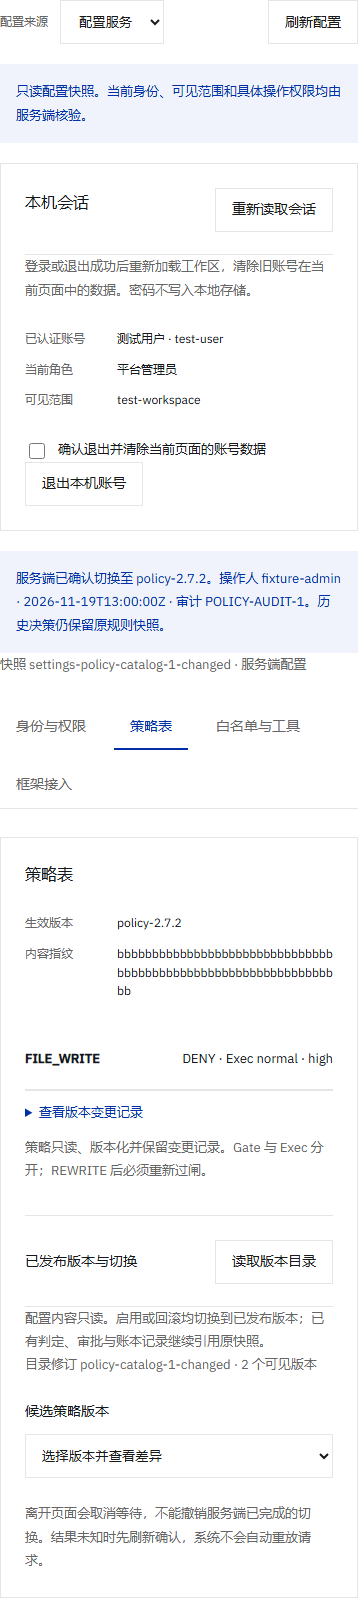 配置来源 配置服务 刷新配置
只读配置快照。当前身份、可见范围和具体操作权限均由
服务端核验。
本机会话 重新读取会话
登录或退出成功后重新加载工作区，清除旧账号在当
前页面中的数据。密码不写入本地存储。
已认证账号 测试用户 · test-user
当前角色 平台管理员
可见范围 test-workspace
确认退出并清除当前页面的账号数据
退出本机账号
服务端已确认切换至 policy-2.7.2。操作人 fixture-admin
· 2026-11-19T13:00:00Z · 审计 POLICY-AUDIT-1。历
史决策仍保留原规则快照。
快照 settings-policy-catalog-1-changed · 服务端配置
身份与权限 策略表 白名单与工具
框架接入
策略表
生效版本 policy-2.7.2
内容指纹 bbbbbbbbbbbbbbbbbbbbbbbbbbbbbbb
bbbbbbbbbbbbbbbbbbbbbbbbbbbbbbb
bb
FILE_WRITE DENY · Exec normal · high
查看版本变更记录
策略只读、版本化并保留变更记录。Gate 与 Exec 分
开；REWRITE 后必须重新过闸。
已发布版本与切换 读取版本目录
配置内容只读。启用或回滚均切换到已发布版本；已
有判定、审批与账本记录继续引用原快照。
目录修订 policy-catalog-1-changed · 2 个可见版本
候选策略版本
选择版本并查看差异
离开页面会取消等待，不能撤销服务端已完成的切
换。结果未知时先刷新确认，系统不会自动重放请
求。